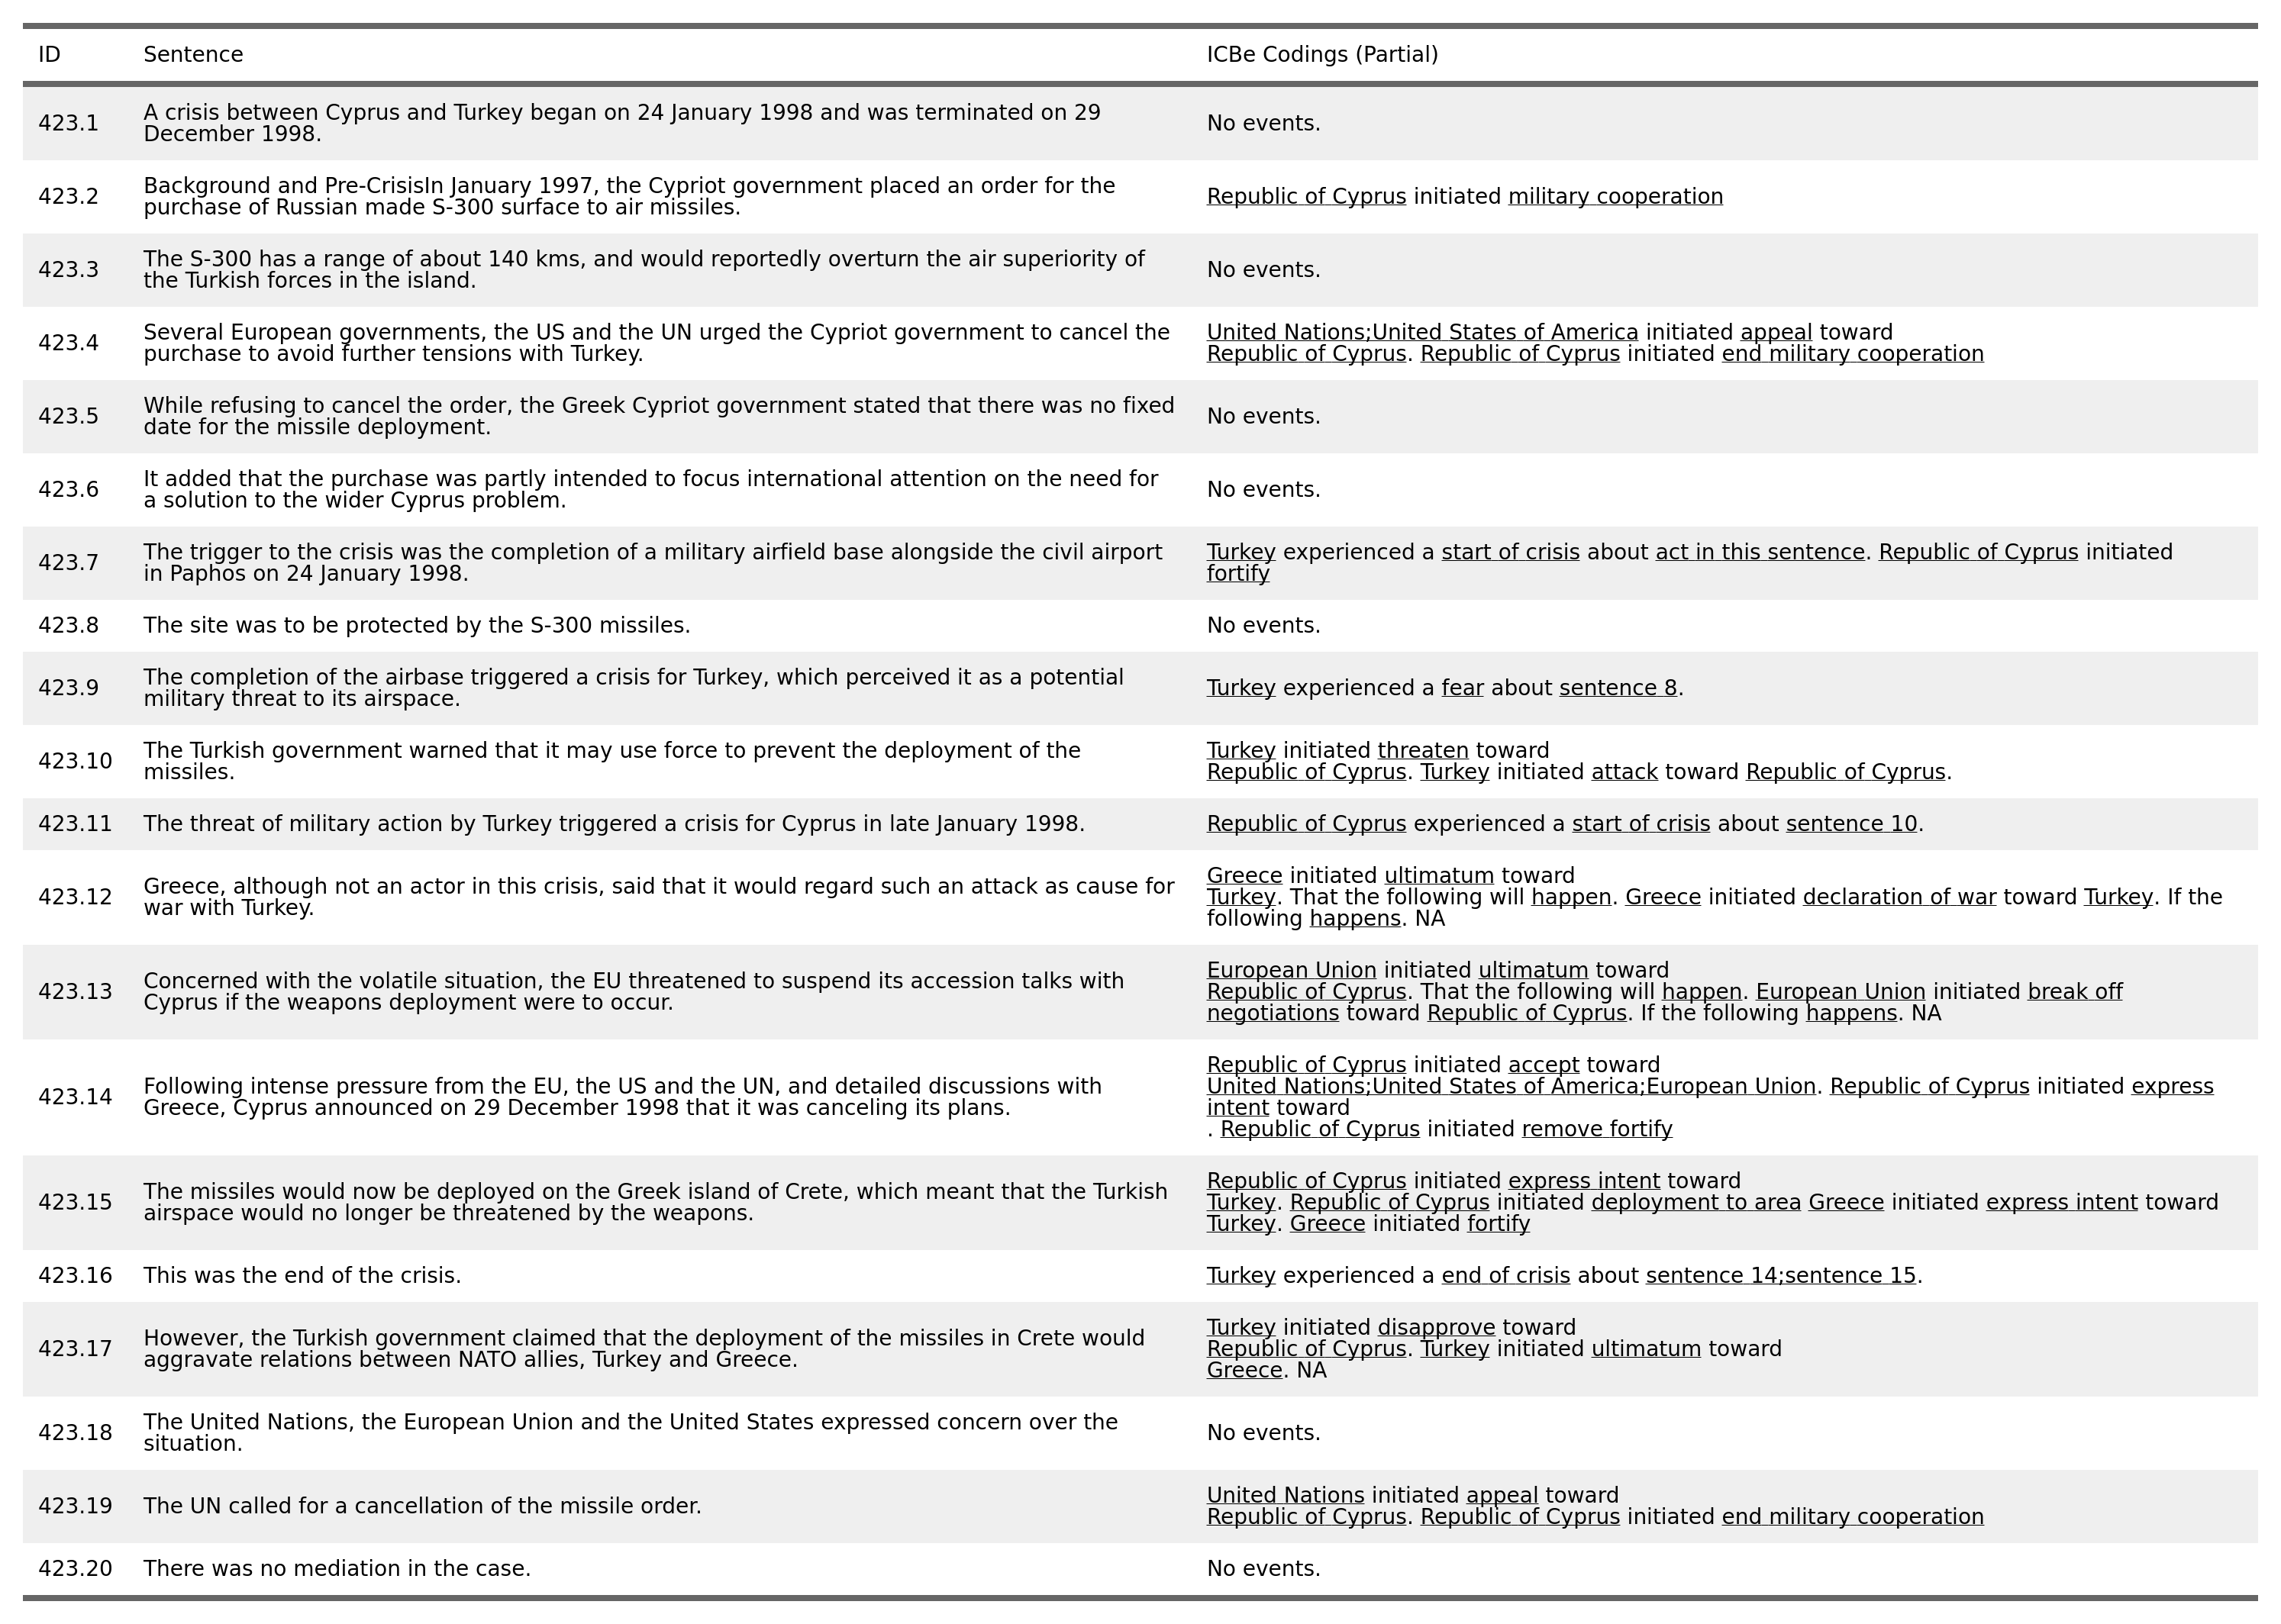 ID Sentence ICBe Codings (Partial)
423.1 A crisis between Cyprus and Turkey began on 24 January 1998 and was terminated on 29
December 1998.
No events.
423.2 Background and Pre-CrisisIn January 1997, the Cypriot government placed an order for the
purchase of Russian made S-300 surface to air missiles.
Republic of Cyprus initiated military cooperation
423.3 The S-300 has a range of about 140 kms, and would reportedly overturn the air superiority of
the Turkish forces in the island.
No events.
423.4 Several European governments, the US and the UN urged the Cypriot government to cancel the
purchase to avoid further tensions with Turkey.
United Nations;United States of America initiated appeal toward
Republic of Cyprus. Republic of Cyprus initiated end military cooperation
423.5 While refusing to cancel the order, the Greek Cypriot government stated that there was no fixed
date for the missile deployment.
No events.
423.6 It added that the purchase was partly intended to focus international attention on the need for
a solution to the wider Cyprus problem.
No events.
423.7 The trigger to the crisis was the completion of a military airfield base alongside the civil airport
in Paphos on 24 January 1998.
Turkey experienced a start of crisis about act in this sentence. Republic of Cyprus initiated
fortify
423.8 The site was to be protected by the S-300 missiles.
No events.
423.9 The completion of the airbase triggered a crisis for Turkey, which perceived it as a potential
military threat to its airspace.
Turkey experienced a fear about sentence 8.
423.10 The Turkish government warned that it may use force to prevent the deployment of the
missiles.
Turkey initiated threaten toward
Republic of Cyprus. Turkey initiated attack toward Republic of Cyprus.
423.11 The threat of military action by Turkey triggered a crisis for Cyprus in late January 1998.
Republic of Cyprus experienced a start of crisis about sentence 10.
423.12 Greece, although not an actor in this crisis, said that it would regard such an attack as cause for
war with Turkey.
Greece initiated ultimatum toward
Turkey. That the following will happen. Greece initiated declaration of war toward Turkey. If the
following happens. NA
423.13 Concerned with the volatile situation, the EU threatened to suspend its accession talks with
Cyprus if the weapons deployment were to occur.
European Union initiated ultimatum toward
Republic of Cyprus. That the following will happen. European Union initiated break off
negotiations toward Republic of Cyprus. If the following happens. NA
423.14 Following intense pressure from the EU, the US and the UN, and detailed discussions with
Greece, Cyprus announced on 29 December 1998 that it was canceling its plans.
Republic of Cyprus initiated accept toward
United Nations;United States of America;European Union. Republic of Cyprus initiated express
intent toward
. Republic of Cyprus initiated remove fortify
423.15 The missiles would now be deployed on the Greek island of Crete, which meant that the Turkish
airspace would no longer be threatened by the weapons.
Republic of Cyprus initiated express intent toward
Turkey. Republic of Cyprus initiated deployment to area Greece initiated express intent toward
Turkey. Greece initiated fortify
423.16 This was the end of the crisis.
Turkey experienced a end of crisis about sentence 14;sentence 15.
423.17 However, the Turkish government claimed that the deployment of the missiles in Crete would
aggravate relations between NATO allies, Turkey and Greece.
Turkey initiated disapprove toward
Republic of Cyprus. Turkey initiated ultimatum toward
Greece. NA
423.18 The United Nations, the European Union and the United States expressed concern over the
situation.
No events.
423.19 The UN called for a cancellation of the missile order.
United Nations initiated appeal toward
Republic of Cyprus. Republic of Cyprus initiated end military cooperation
423.20 There was no mediation in the case.
No events.